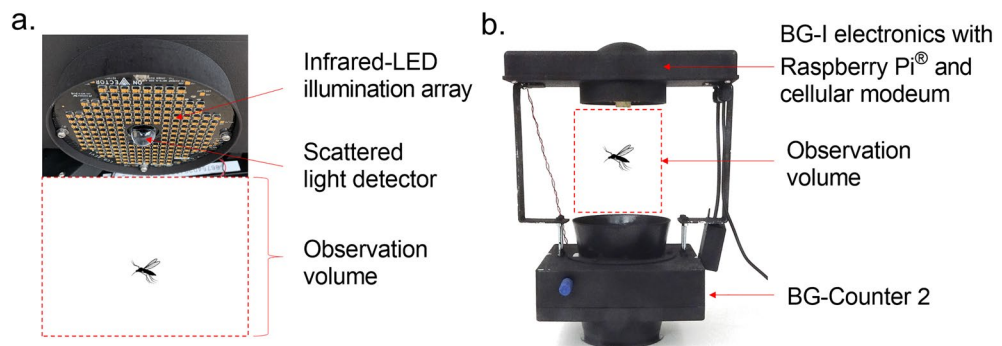 a.
Infrared-LED
illumination array
Scattered
light detector
Observation
volume
b.
BG-I electronics with
Raspberry Pi® and
cellular modeum
Observation
volume
BG-Counter 2